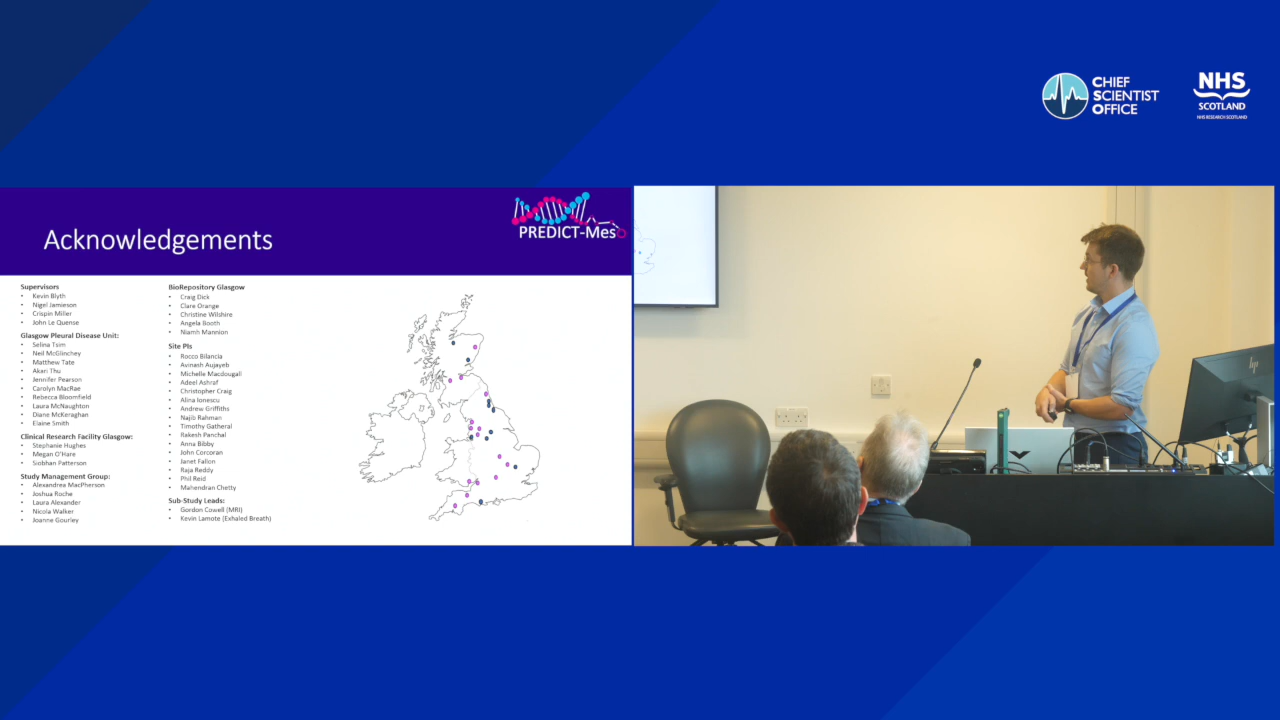 CHIEF
SCIENTIST
OFFICE
NHS
SCOTLAND
NHS RESEARCH SCOTLAND
Acknowledgements
PREDICT-Meso
Supervisors
• Kevin Blyth
• Nigel Jamieson
• Crispin Miller
• John Le Quense
Glasgow Pleural Disease Unit:
• Selina Tsim
• Neil McGlinchey
• Matthew Tate
• Akari Thu
• Jennifer Pearson
• Carolyn MacRae
• Rebecca Bloomfield
• Laura McNaughton
• Diane McKeraghan
• Elaine Smith
Clinical Research Facility Glasgow:
• Stephanie Hughes
• Megan O'Hare
• Siobhan Patterson
Study Management Group:
• Alexandrea MacPherson
• Joshua Roche
• Laura Alexander
• Nicola Walker
• Joanne Gourley
BioRepository Glasgow
• Craig Dick
• Clare Orange
• Christine Wilshire
• Angela Booth
• Niamh Mannion
Site PIs
• Rocco Bilancia
• Avinash Aujayeb
• Michelle Macdougall
• Adeel Ashraf
• Christopher Craig
• Alina Ionescu
• Andrew Griffiths
• Najib Rahman
• Timothy Gatheral
• Rakesh Panchal
• Anna Bibby
• John Corcoran
• Janet Fallon
• Raja Reddy
• Phil Reid
• Mahendran Chetty
Sub-Study Leads:
• Gordon Cowell (MRI)
• Kevin Lamote (Exhaled Breath)
hp